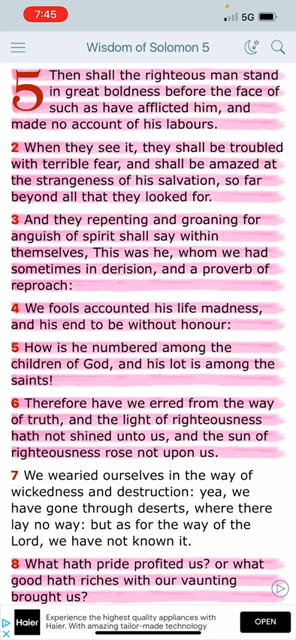 7:45
5G
Wisdom of Solomon 5
5 Then shall the righteous man stand
in great boldness before the face of
such as have afflicted him, and
made no account of his labours.
2 When they see it, they shall be troubled
with terrible fear, and shall be amazed at
the strangeness of his salvation, so far
beyond all that they looked for.
3 And they repenting and groaning for
anguish of spirit shall say within
themselves, This was he, whom we had
sometimes in derision, and a proverb of
reproach:
4 We fools accounted his life madness,
and his end to be without honour:
5 How is he numbered among the
children of God, and his lot is among the
saints!
6 Therefore have we erred from the way
of truth, and the light of righteousness
hath not shined unto us, and the sun of
righteousness rose not upon us.
7 We wearied ourselves in the way of
wickedness and destruction: yea, we
have gone through deserts, where there
lay no way: but as for the way of the
Lord, we have not known it.
8 What hath pride profited us? or what
good hath riches with our vaunting
brought us?
Haier
Experience the highest quality appliances with
Haier. With amazing tailor-made technology
OPEN